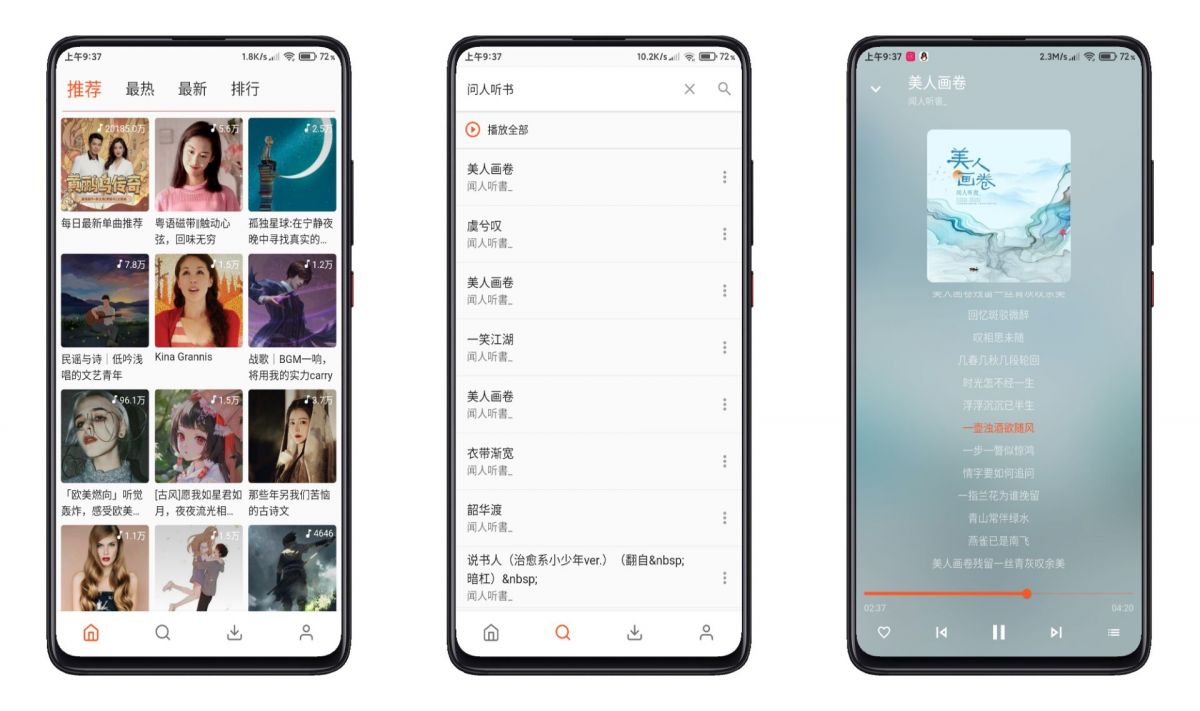 上午9:37
1.8K/s
72%
推荐 最热 最新 排行
20185.0万
黄鹂鸟传奇
每日最新单曲推荐
5.6万
粤语磁带‖触动心
弦，回味无穷
2.5万
孤独星球:在宁静夜
晚中寻找真实的...
7.8万
民谣与诗｜低吟浅
唱的文艺青年
1.5万
Kina Grannis
1.2万
战歌｜BGM一响，
将用我的实力carry
96.1万
「欧美燃向」听觉
轰炸，感受欧美...
1.5万
[古风]愿我如星君如
月，夜夜流光相...
3.7万
那些年另我们苦恼
的古诗文
1.1万
1.5万
4646
上午9:37
10.2K/s
72%
问人听书
播放全部
美人画卷
闻人听書_
虞兮叹
闻人听書_
美人画卷
闻人听書_
一笑江湖
闻人听書_
美人画卷
闻人听書_
衣带渐宽
闻人听書_
韶华渡
闻人听書_
说书人（治愈系小少年ver.）（翻自&nbsp;
暗杠）&nbsp;
闻人听書_
上午9:37
2.3M/s
72%
美人画卷
闻人听書_
美人
画卷
闻人听書
美人画卷残留一丝青灰叹余美
回忆斑驳微醉
叹相思未随
几春几秋几段轮回
时光怎不经一生
浮浮沉沉已半生
一壶浊酒欲随风
一步一瞥似惊鸿
情字要如何追问
一指兰花为谁挽留
青山常伴绿水
燕雀已是南飞
美人画卷残留一丝青灰叹余美
02:37
04:20